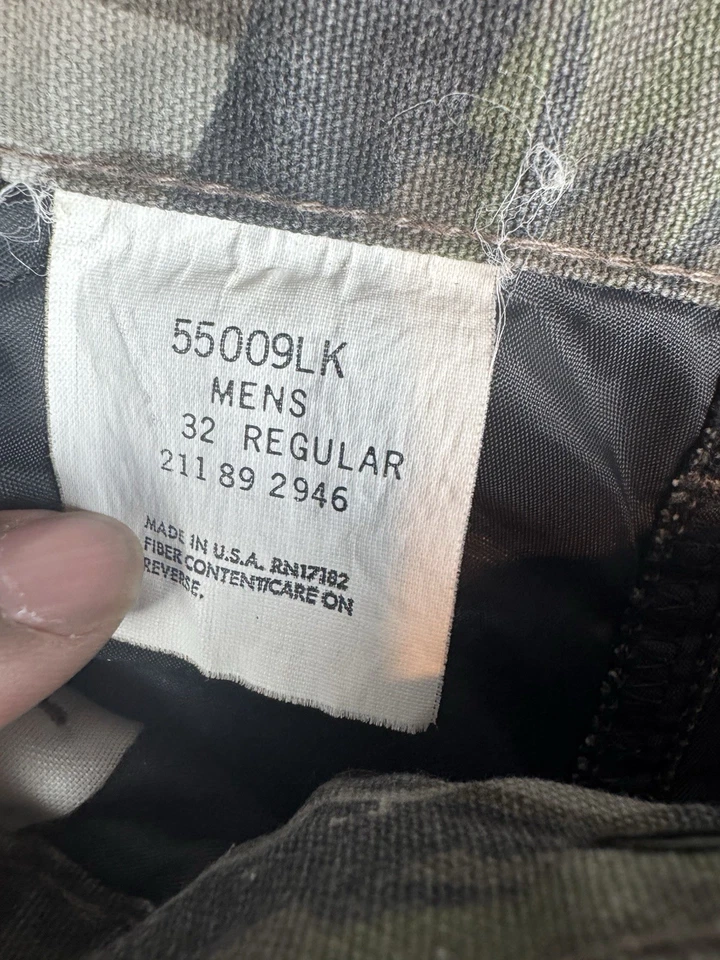 55009LK
MENS
32 REGULAR
211 89 2946
MADE IN U.S.A. RN17182
FIBER CONTENT/CARE ON
REVERSE.